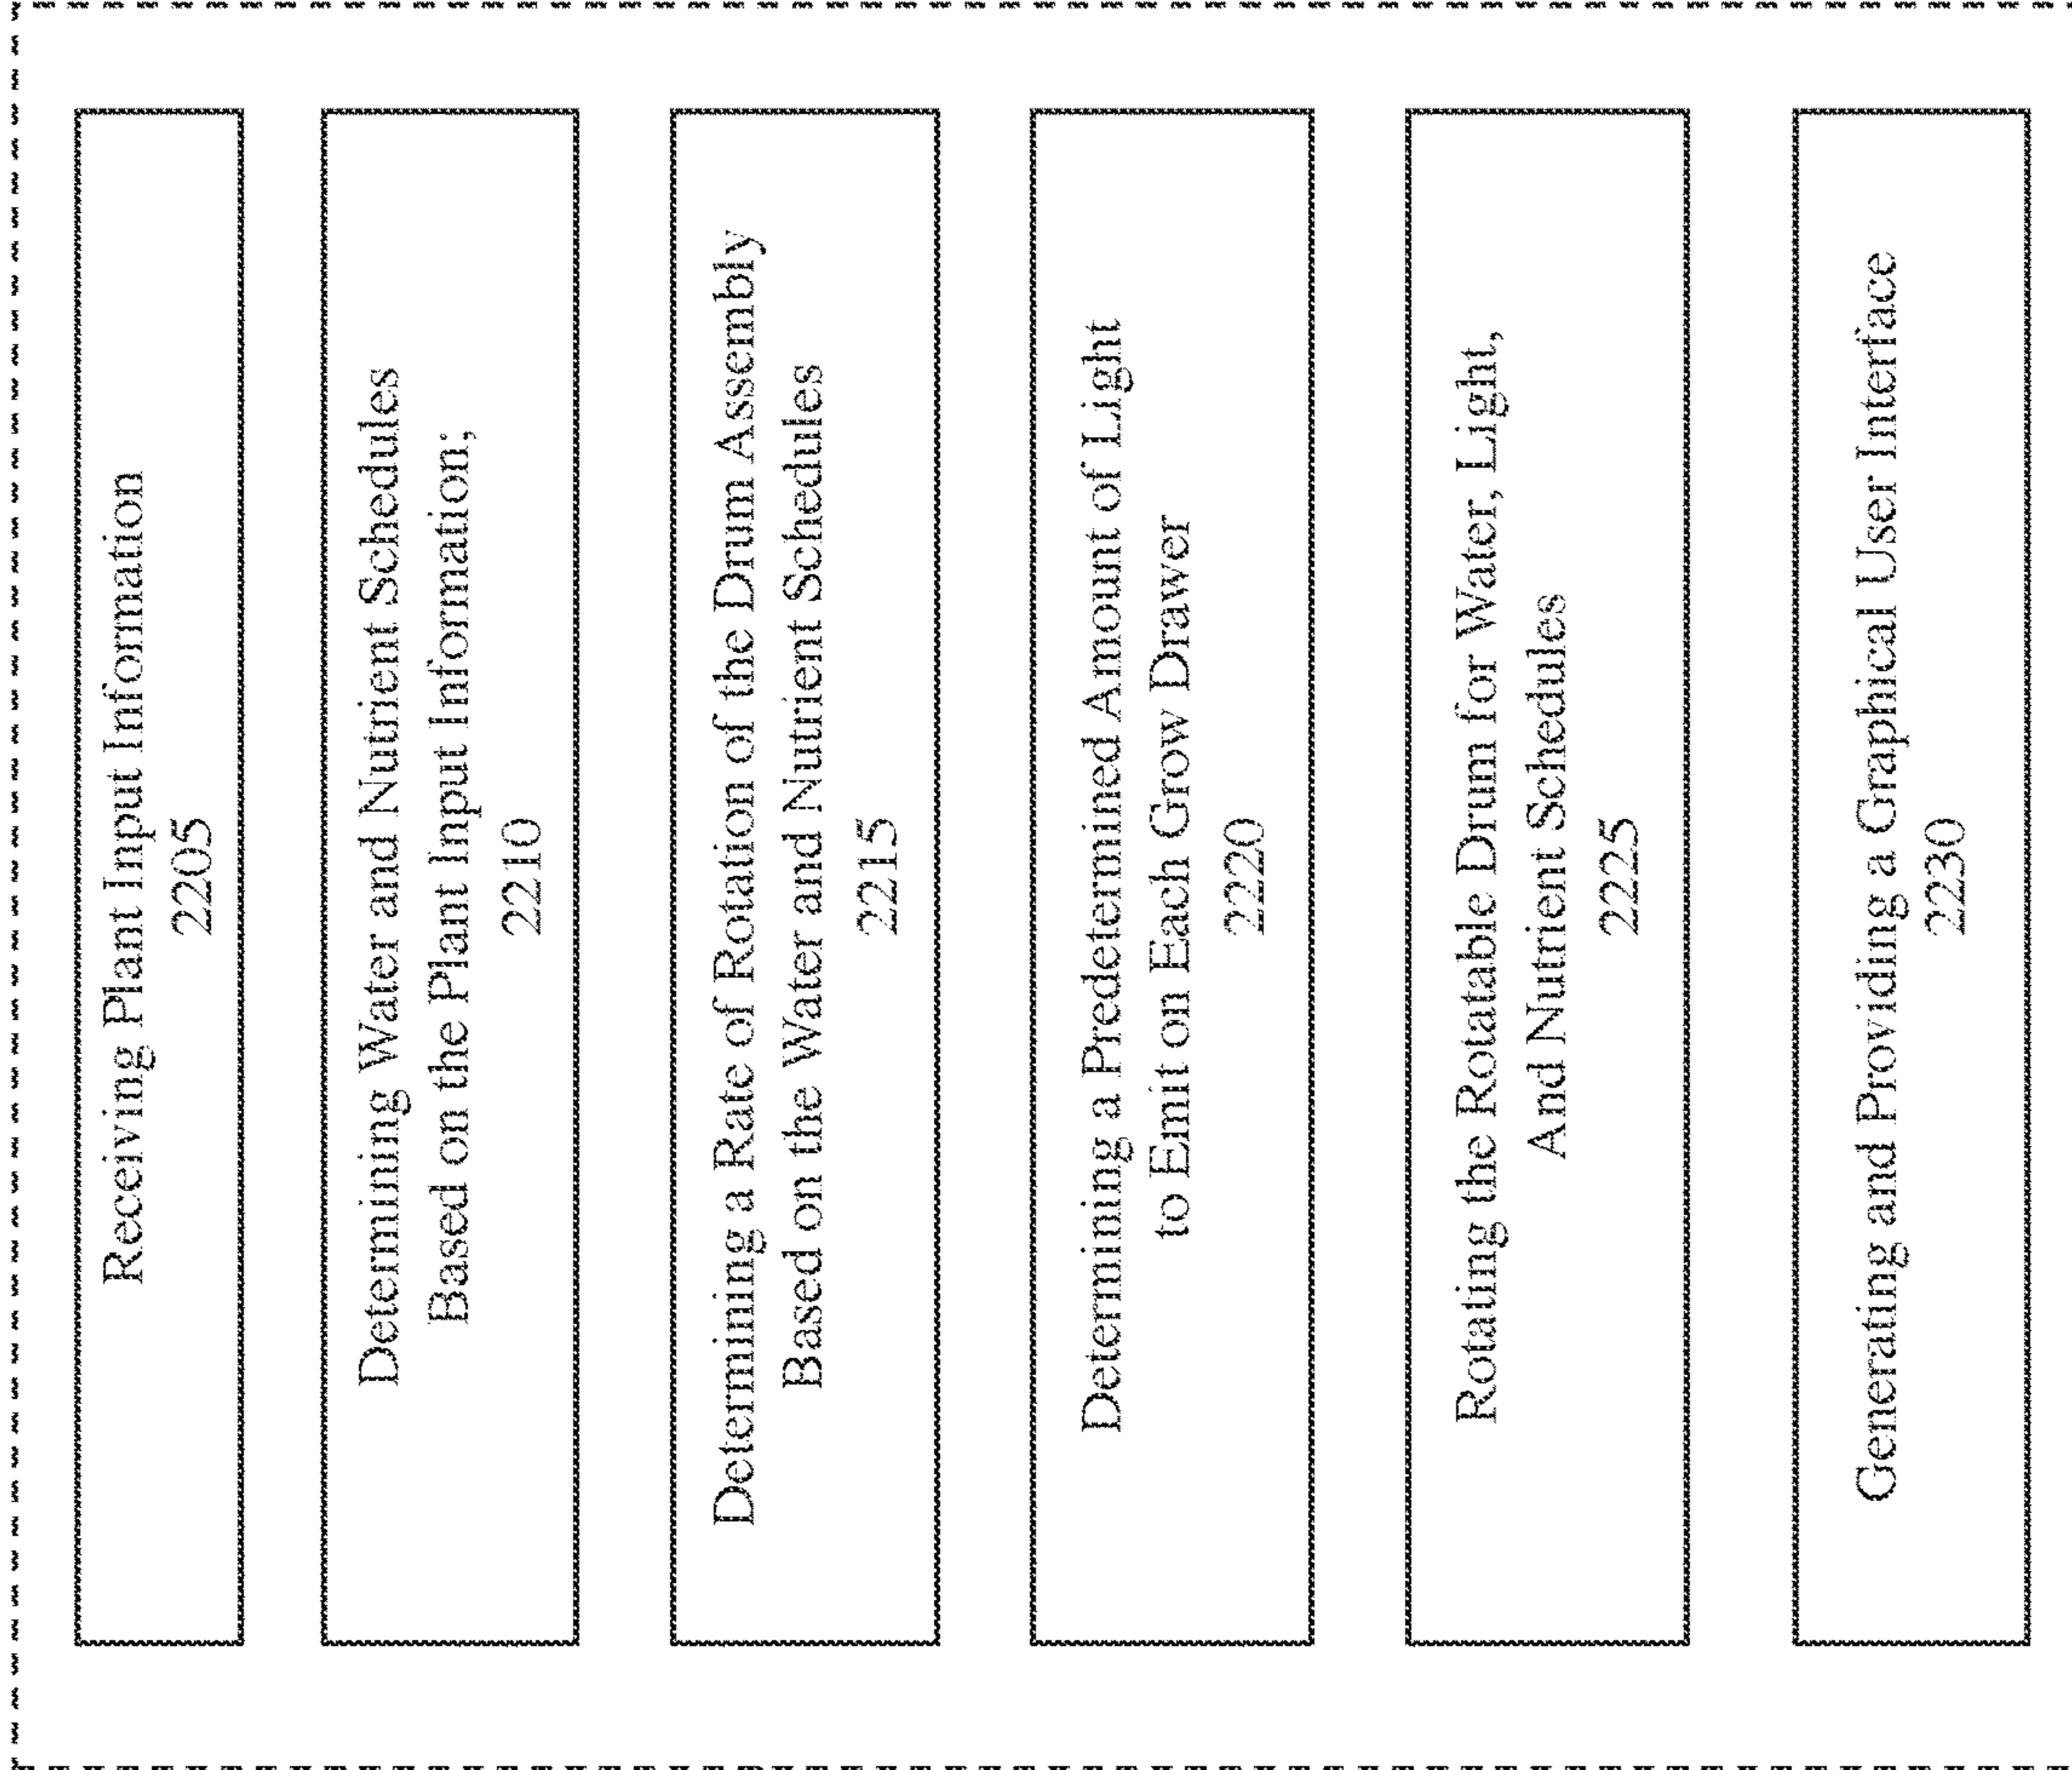 Receiving Plant Input Information
2205
Determining Water and Nutrient Schedules
Based on the Plant Input Information;
2210
Determining a Rate of Rotation of the Drum Assembly
Based on the Water and Nutrient Schedules
2215
Determining a Predetermined Amount of Light
to Emit on Each Grow Drawer
2220
Rotating the Rotatable Drum for Water, Light,
And Nutrient Schedules
2225
Generating and Providing a Graphical User Interface
2230